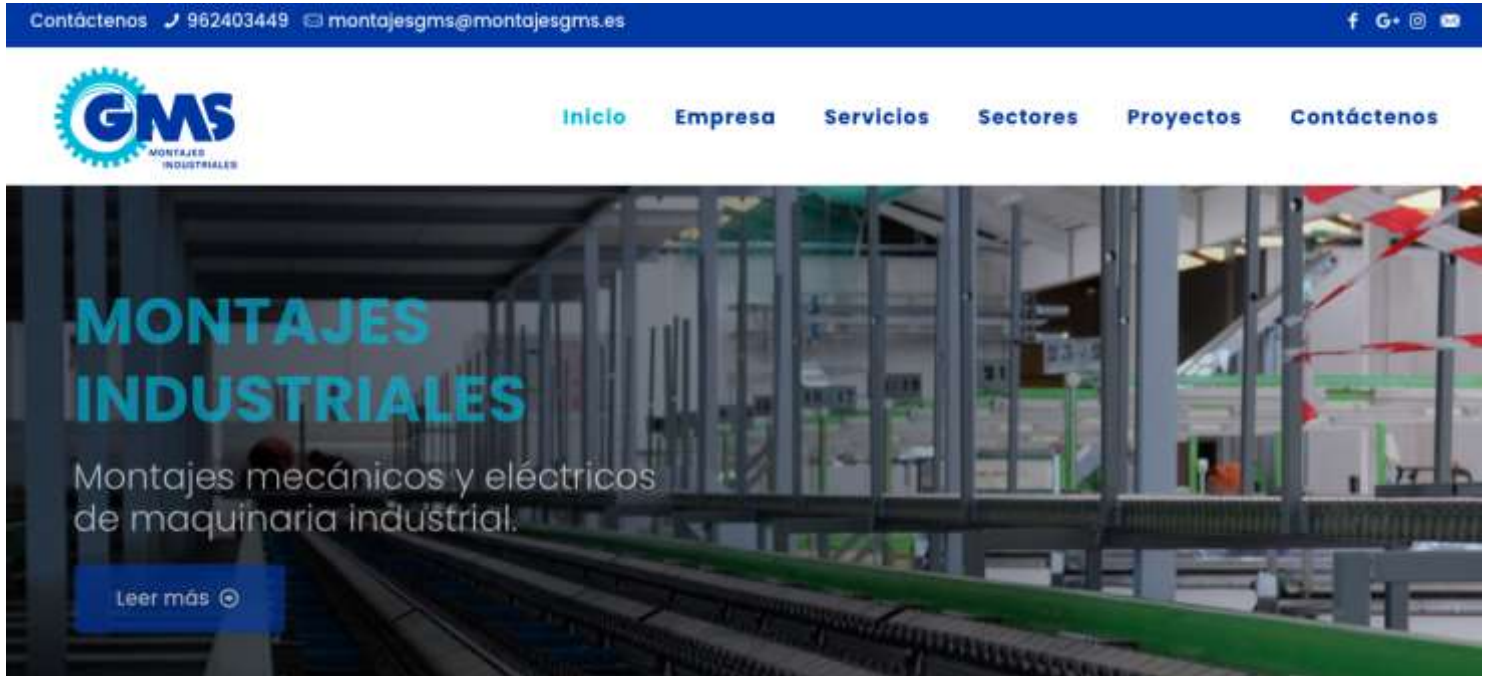 Contáctenos 962403449 montajesgms@montajesgms.es
GMS
MONTAJES
INDUSTRIALES
Inicio Empresa Servicios Sectores Proyectos Contáctenos
MONTAJES
INDUSTRIALES
Montajes mecánicos y eléctricos
de maquinaria industrial.
Leer más